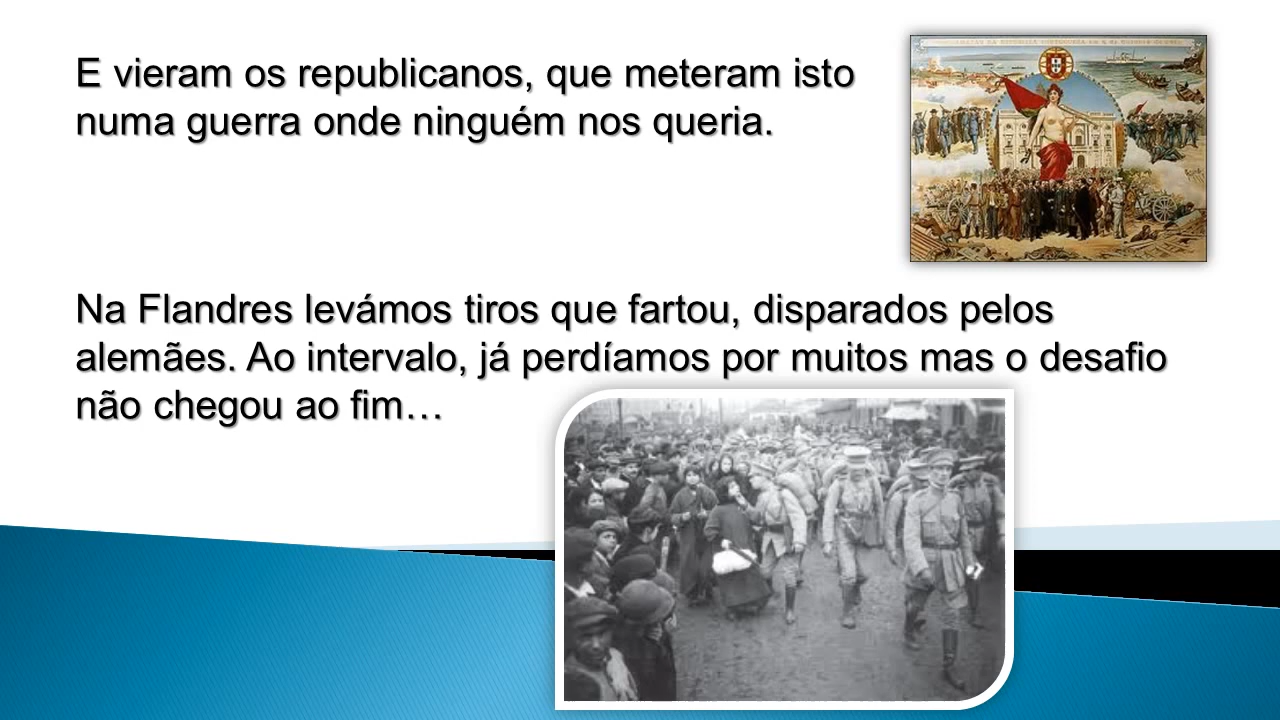 E vieram os republicanos, que meteram isto
numa guerra onde ninguém nos queria.
Na Flandres levámos tiros que fartou, disparados pelos
alemães. Ao intervalo, já perdíamos por muitos mas o desafio
não chegou ao fim…